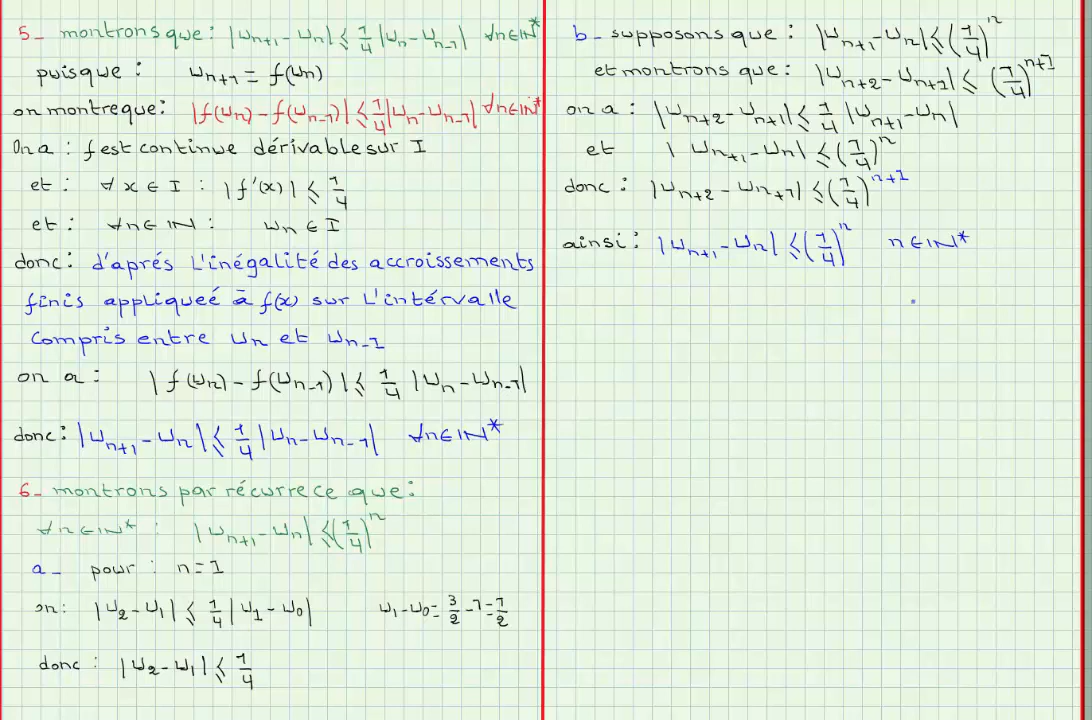 5_ montrons que: |Un+1 - Un| ≤ 1/4 |Un - Un-1| ∀n∈IN*
puisque : Un+1 = f(Un)
on montre que: |f(Un) - f(Un-1)| ≤ 1/4 |Un - Un-1| ∀n∈IN*
On a : f est continue dérivable sur I
et : ∀x∈I : |f'(x)| ≤ 1/4
et : ∀n∈IN : Un ∈ I
donc: d'aprés L'inégalité des accroissements
finis appliqueé à f(x) sur L'intérvalle
Compris entre Un et Un-1
on a : |f(Un) - f(Un-1)| ≤ 1/4 |Un - Un-1|
donc: |Un+1 - Un| ≤ 1/4 |Un - Un-1| ∀n∈IN*
6_ montrons par récurrece que:
∀n∈IN* : |Un+1 - Un| ≤ (1/4)^n
a_ pour : n=1
on: |U2 - U1| ≤ 1/4 |U1 - U0| U1-U0= 3/2 -1=1/2
donc : |U2 - U1| ≤ 1/4
b_ supposons que : |Un+1 - Un| ≤ (1/4)^n
et montrons que: |Un+2 - Un+1| ≤ (1/4)^n+1
on a : |Un+2 - Un+1| ≤ 1/4 |Un+1 - Un|
et |Un+1 - Un| ≤ (1/4)^n
donc : |Un+2 - Un+1| ≤ (1/4)^n+1
ainsi: |Un+1 - Un| ≤ (1/4)^n n∈IN*